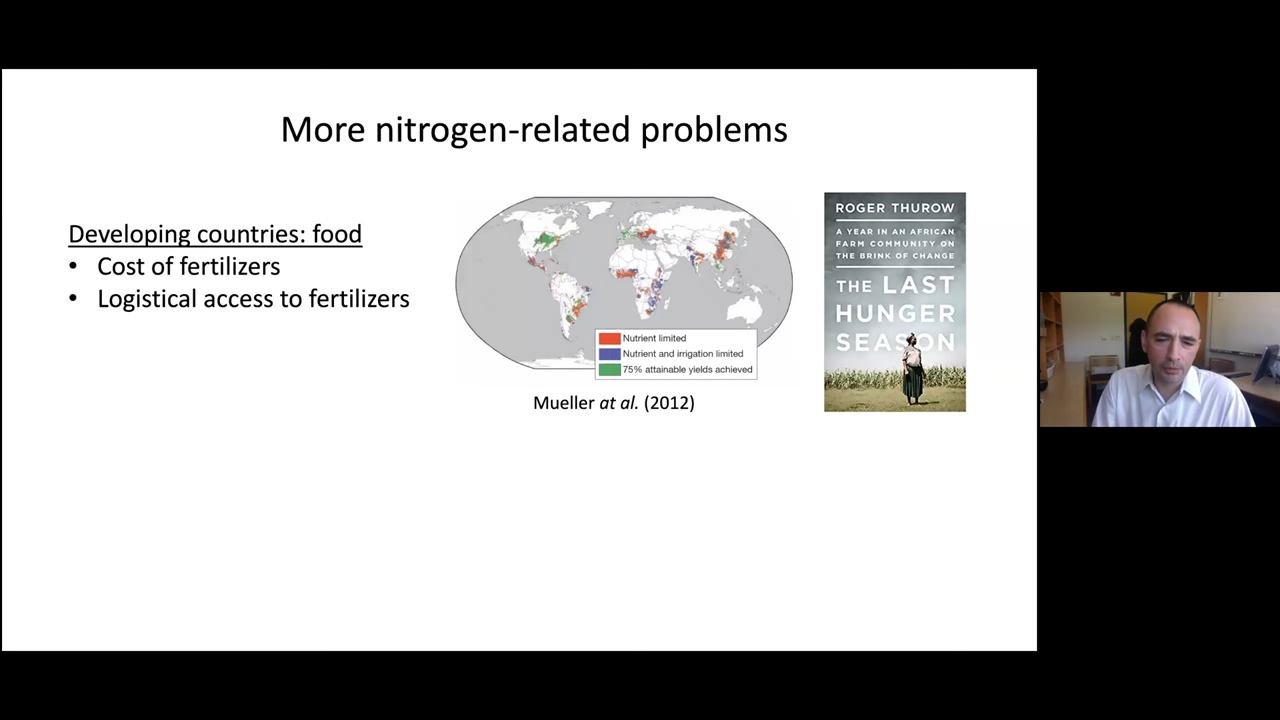 More nitrogen-related problems
Developing countries: food
• Cost of fertilizers
• Logistical access to fertilizers
Nutrient limited
Nutrient and irrigation limited
75% attainable yields achieved
Mueller at al. (2012)
ROGER THUROW
A YEAR IN AN AFRICAN
FARM COMMUNITY ON
THE BRINK OF CHANGE
THE LAST
HUNGER
SEASON